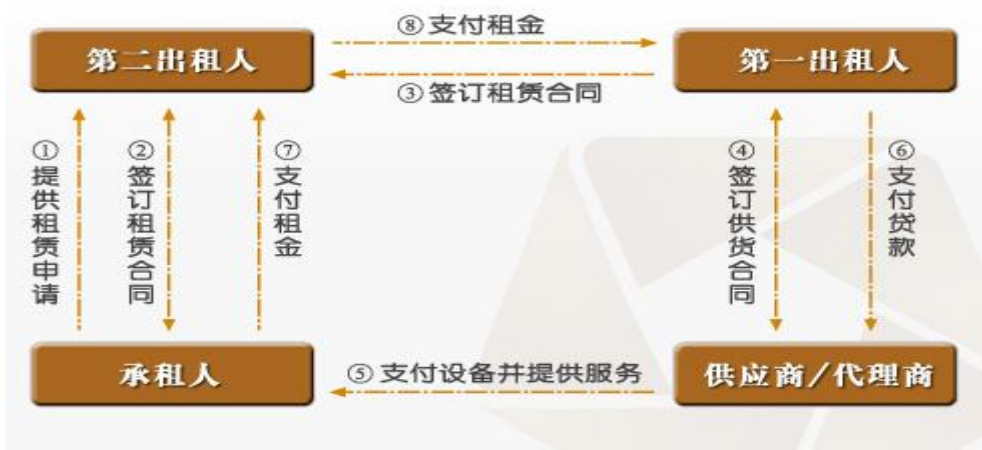 ⑧支付租金
第二出租人
第一出租人
③签订租赁合同
①提供租赁申请
②签订租赁合同
⑦支付租金
④签订供货合同
⑥支付贷款
承租人
⑤支付设备并提供服务
供应商/代理商